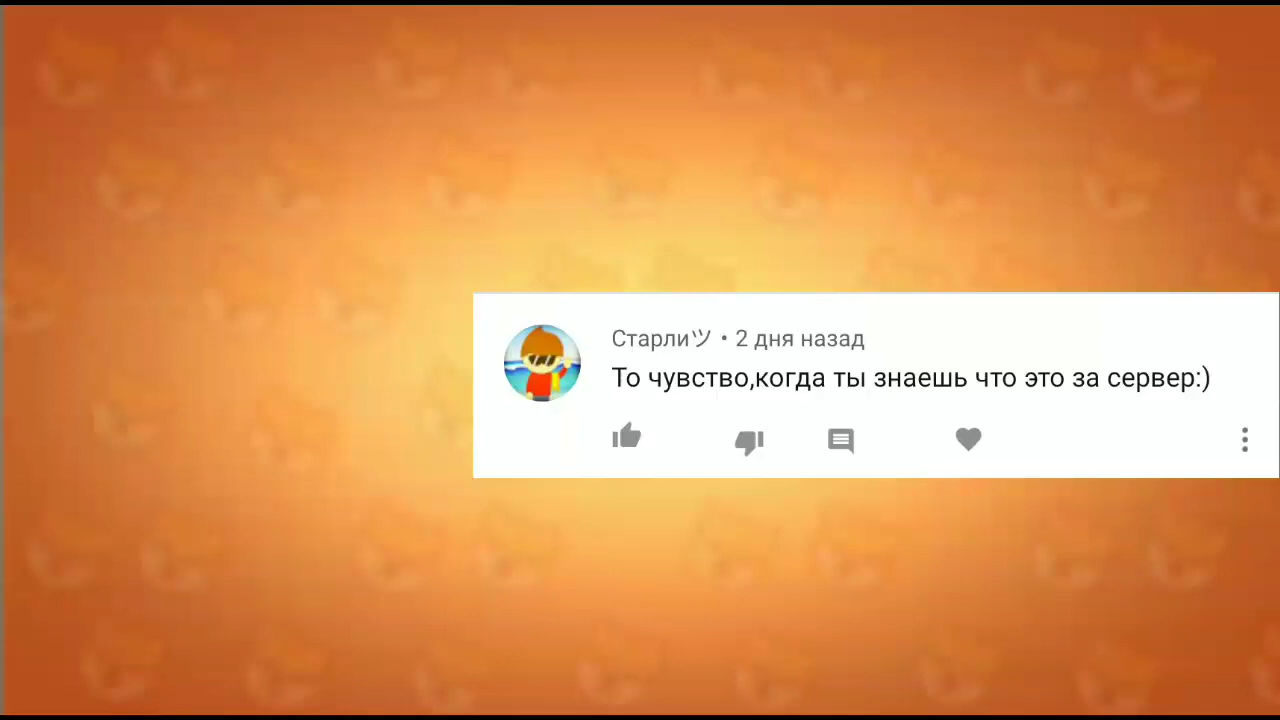 Старлиツ • 2 дня назад
То чувство,когда ты знаешь что это за сервер:)